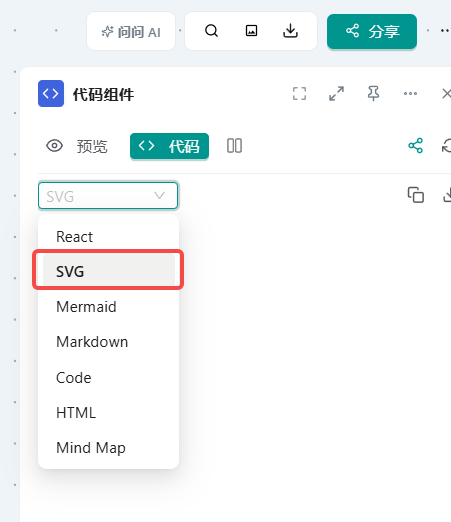 问问 AI
分享
代码组件
预览
代码
SVG
React
SVG
Mermaid
Markdown
Code
HTML
Mind Map